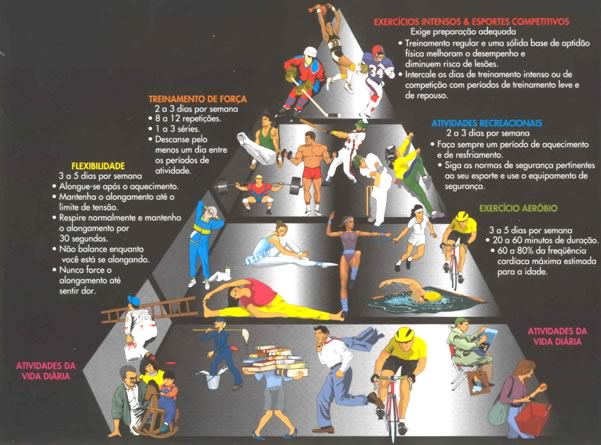 EXERCÍCIOS INTENSOS & ESPORTES COMPETITIVOS
Exige preparação adequada
• Treinamento regular e uma sólida base de aptidão
física melhoram o desempenho e
diminuem risco de lesões.
• Intercale os dias de treinamento intenso ou de
competição com períodos de treinamento leve e
de repouso.
TREINAMENTO DE FORÇA
2 a 3 dias por semana
• 8 a 12 repetições.
• 1 a 3 séries.
• Descanse pelo
menos um dia entre
os períodos de
atividade.
ATIVIDADES RECREACIONAIS
2 a 3 dias por semana
• Faça sempre um período de aquecimento
e de resfriamento.
• Siga as normas de segurança pertinentes
ao seu esporte e use o equipamento de
segurança.
FLEXIBILIDADE
3 a 5 dias por semana
• Alongue-se após o aquecimento.
• Mantenha o alongamento até o
limite de tensão.
• Respire normalmente e mantenha
o alongamento por
30 segundos.
• Não balance enquanto
você está se alongando.
• Nunca force o
alongamento até
sentir dor.
EXERCÍCIO AERÓBIO
3 a 5 dias por semana
• 20 a 60 minutos de duração.
• 60 a 80% da freqüência
cardíaca máxima estimada
para a idade.
34
ATIVIDADES DA
VIDA DIÁRIA
ATIVIDADES DA
VIDA DIÁRIA